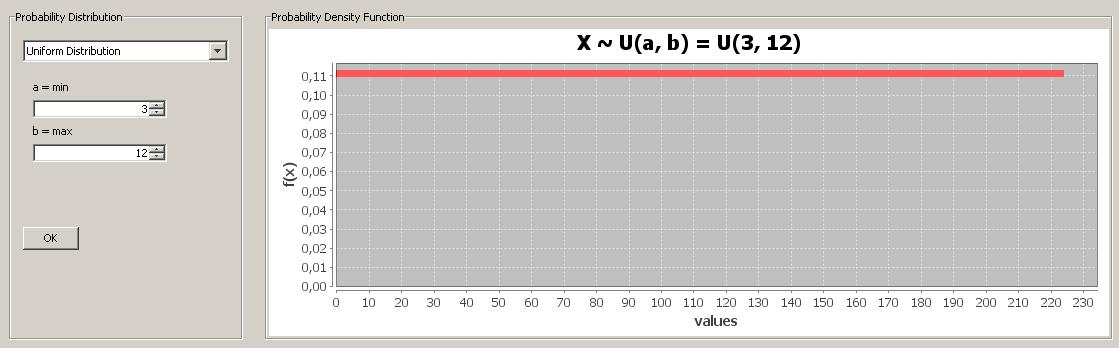 Probability Distribution
Uniform Distribution
a = min
3
b = max
12
OK
Probability Density Function
X ~ U(a, b) = U(3, 12)
f(x)
0,11
0,10
0,09
0,08
0,07
0,06
0,05
0,04
0,03
0,02
0,01
0,00
0 10 20 30 40 50 60 70 80 90 100 110 120 130 140 150 160 170 180 190 200 210 220 230
values